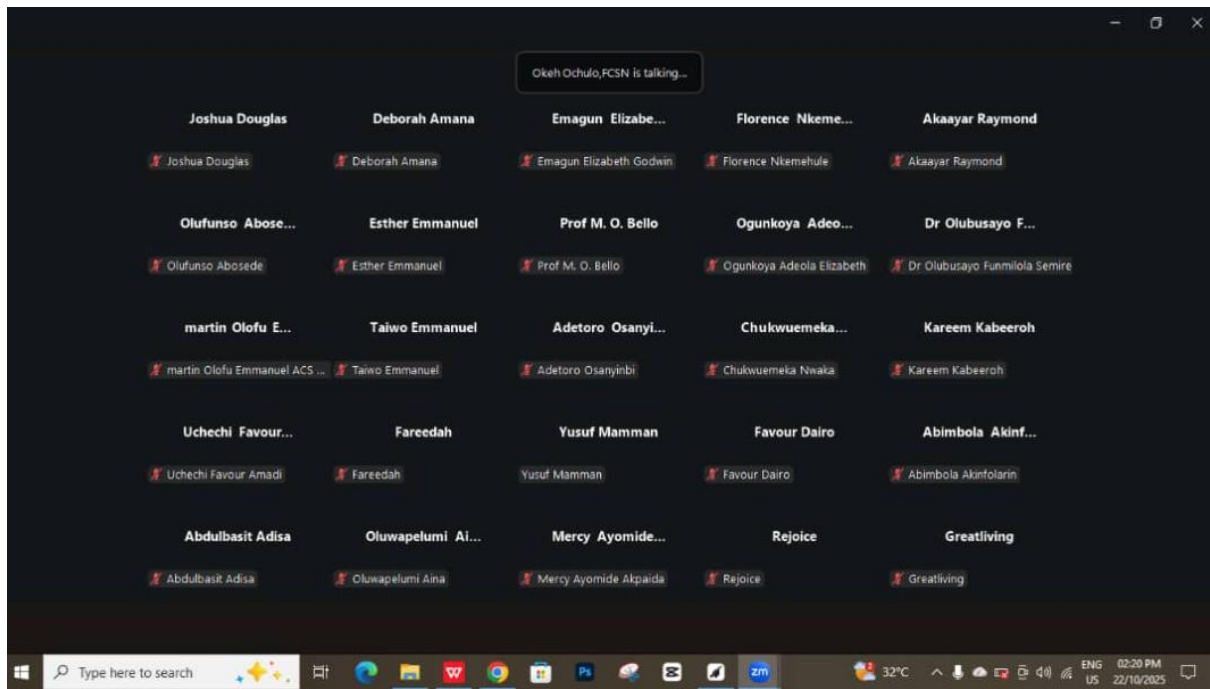 Okeh Ochulo,FCSN is talking...
Joshua Douglas Deborah Amana Emagun Elizabe... Florence Nkeme... Akaayar Raymond
Joshua Douglas Deborah Amana Emagun Elizabeth Godwin Florence Nkemehule Akaayar Raymond
Olufunso Abose... Esther Emmanuel Prof M. O. Bello Ogunkoya Adeo... Dr Olubusayo F...
Olufunso Abosede Esther Emmanuel Prof M. O. Bello Ogunkoya Adeola Elizabeth Dr Olubusayo Funmilola Semire
martin Olofu E... Taiwo Emmanuel Adetoro Osanyi... Chukwuemeka... Kareem Kabeeroh
martin Olofu Emmanuel ACS ... Taiwo Emmanuel Adetoro Osanyinbi Chukwuemeka Nwaka Kareem Kabeeroh
Uchechi Favour... Fareedah Yusuf Mamman Favour Dairo Abimbola Akinf...
Uchechi Favour Amadi Fareedah Yusuf Mamman Favour Dairo Abimbola Akinfolarin
Abdulbasit Adisa Oluwapelumi Ai... Mercy Ayomide... Rejoice Greatliving
Abdulbasit Adisa Oluwapelumi Aina Mercy Ayomide Akpaida Rejoice Greatliving
Type here to search W Ps 8 zm 2 32°C ENG 02:20 PM
US 22/10/2025